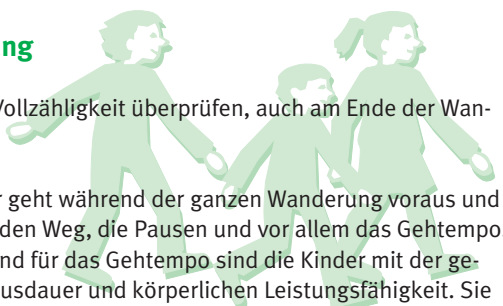 ng
Vollzähligkeit überprüfen, auch am Ende der Wan-
r geht während der ganzen Wanderung voraus und
den Weg, die Pausen und vor allem das Gehtempo
nd für das Gehtempo sind die Kinder mit der ge-
usdauer und körperlichen Leistungsfähigkeit. Sie